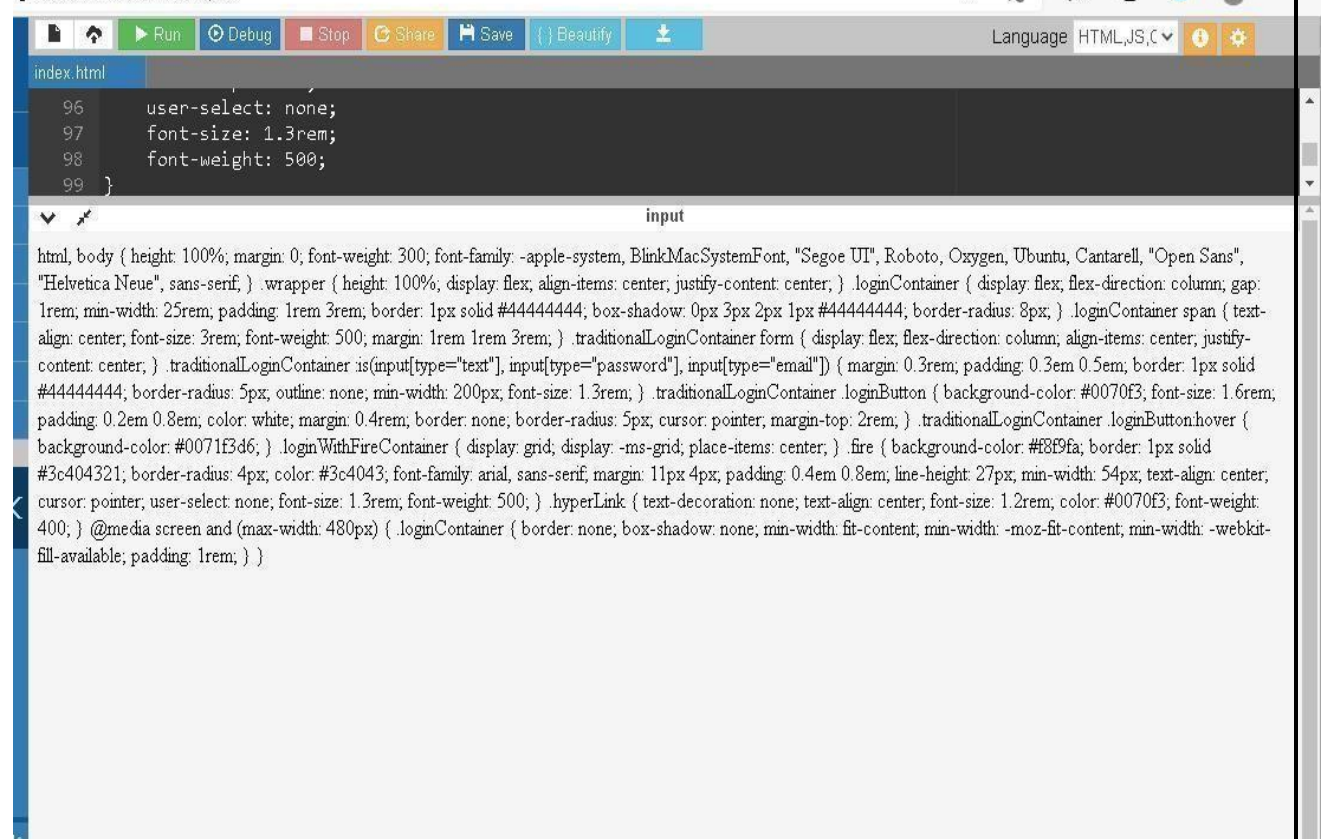 Run Debug Stop Share Save { } Beautify Language HTML,JS,C
index.html
96 user-select: none;
97 font-size: 1.3rem;
98 font-weight: 500;
99 }
input
html, body { height: 100%; margin: 0; font-weight: 300; font-family: -apple-system, BlinkMacSystemFont, "Segoe UI", Roboto, Oxygen, Ubuntu, Cantarell, "Open Sans",
"Helvetica Neue", sans-serif; } .wrapper { height: 100%; display: flex; align-items: center; justify-content: center; } .loginContainer { display: flex; flex-direction: column; gap:
1rem; min-width: 25rem; padding: 1rem 3rem; border: 1px solid #44444444; box-shadow: 0px 3px 2px 1px #44444444; border-radius: 8px; } .loginContainer span { text-
align: center; font-size: 3rem; font-weight: 500; margin: 1rem 1rem 3rem; } .traditionalLoginContainer form { display: flex; flex-direction: column; align-items: center; justify-
content: center; } .traditionalLoginContainer :is(input[type="text"], input[type="password"], input[type="email"]) { margin: 0.3rem; padding: 0.3em 0.5em; border: 1px solid
#44444444; border-radius: 5px; outline: none; min-width: 200px; font-size: 1.3rem; } .traditionalLoginContainer .loginButton { background-color: #0070f3; font-size: 1.6rem;
padding: 0.2em 0.8em; color: white; margin: 0.4rem; border: none; border-radius: 5px; cursor: pointer; margin-top: 2rem; } .traditionalLoginContainer .loginButton:hover {
background-color: #0071f3d6; } .loginWithFireContainer { display: grid; display: -ms-grid; place-items: center; } .fire { background-color: #f8f9fa; border: 1px solid
#3c404321; border-radius: 4px; color: #3c4043; font-family: arial, sans-serif; margin: 11px 4px; padding: 0.4em 0.8em; line-height: 27px; min-width: 54px; text-align: center;
cursor: pointer; user-select: none; font-size: 1.3rem; font-weight: 500; } .hyperLink { text-decoration: none; text-align: center; font-size: 1.2rem; color: #0070f3; font-weight:
400; } @media screen and (max-width: 480px) { .loginContainer { border: none; box-shadow: none; min-width: fit-content; min-width: -moz-fit-content; min-width: -webkit-
fill-available; padding: 1rem; } }